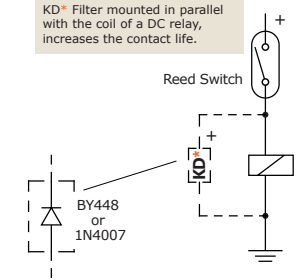 KD* Filter mounted in parallel
with the coil of a DC relay,
increases the contact life.
+
Reed Switch
+
KD*
BY448
or
1N4007